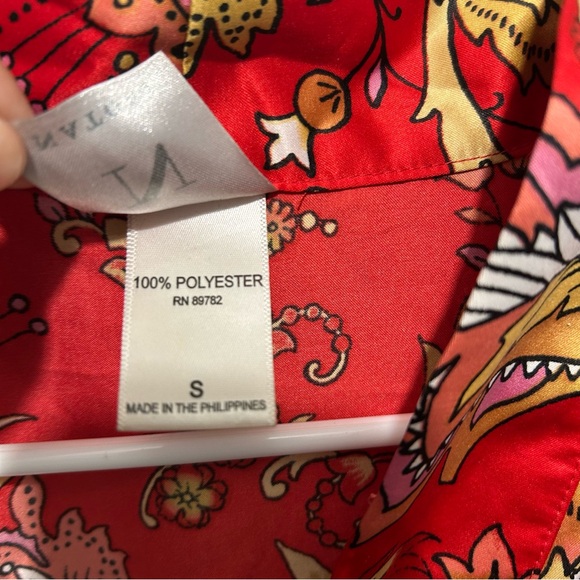 100% POLYESTER
RN 89782
S
MADE IN THE PHILIPPINES